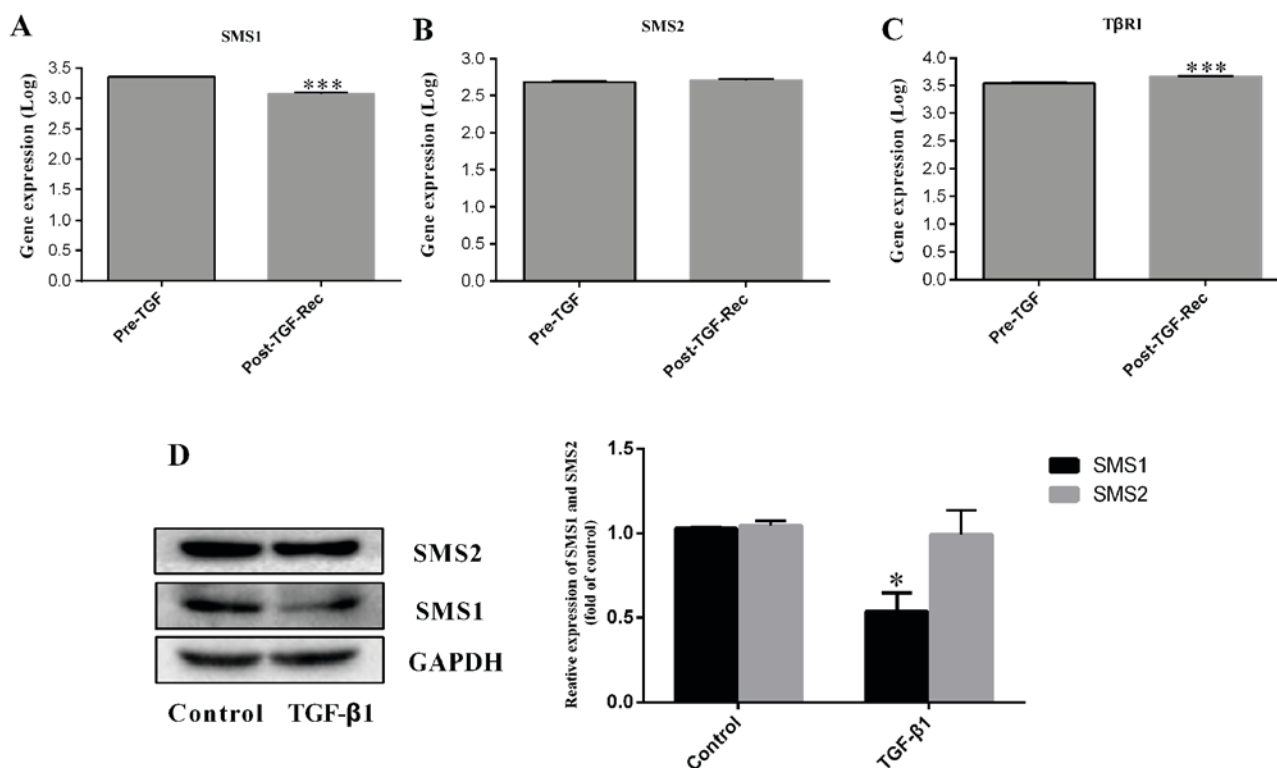 A
SMS1
Gene expression (Log)
3.5
3.0
2.5
2.0
1.5
1.0
0.5
0.0
***
Pre-TGF
Post-TGF-Rec
B
SMS2
Gene expression (Log)
3.0
2.5
2.0
1.5
1.0
0.5
0.0
Pre-TGF
Post-TGF-Rec
C
TβRI
Gene expression (Log)
4.0
3.5
3.0
2.5
2.0
1.5
1.0
0.5
0.0
***
Pre-TGF
Post-TGF-Rec
D
SMS2
SMS1
GAPDH
Control TGF-β1
Reative expression of SMS1 and SMS2
(fold of control)
1.5
1.0
0.5
0.0
*
Control
TGF-β1
SMS1
SMS2